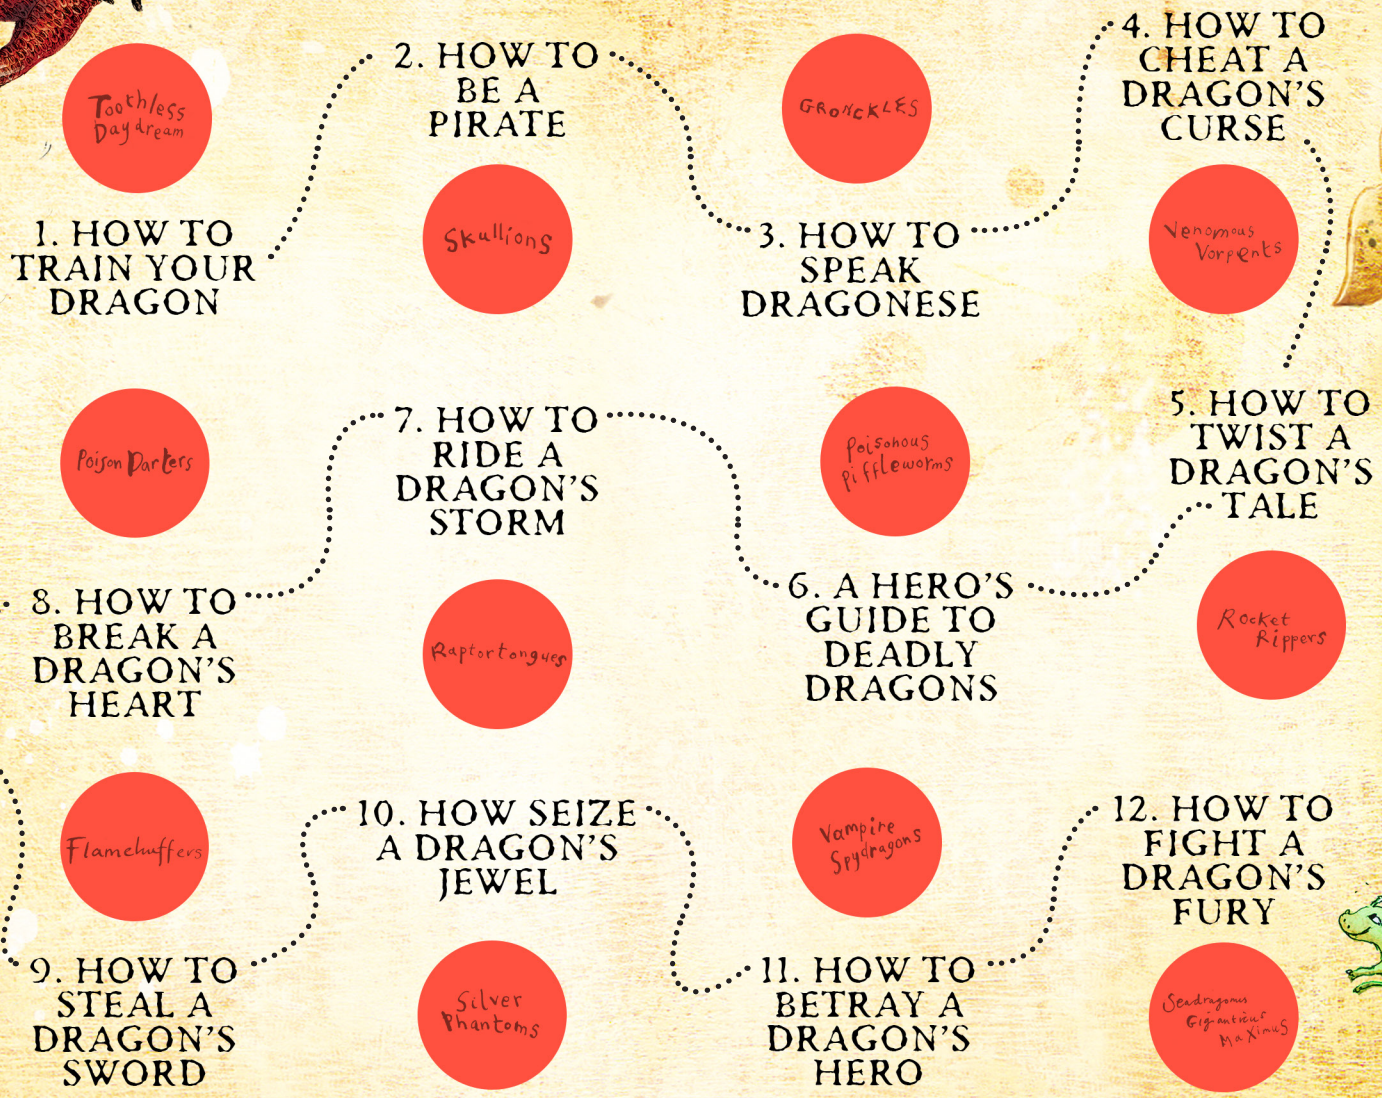 Toothless
Daydream
1. HOW TO
TRAIN YOUR
DRAGON
2. HOW TO
BE A
PIRATE
Skullions
GRONCKLES
3. HOW TO
SPEAK
DRAGONESE
4. HOW TO
CHEAT A
DRAGON'S
CURSE
Venomous
Vorpents
5. HOW TO
TWIST A
DRAGON'S
TALE
Rocket
Rippers
Poisonous
Piffleworms
6. A HERO'S
GUIDE TO
DEADLY
DRAGONS
7. HOW TO
RIDE A
DRAGON'S
STORM
Raptortongues
Poison Darters
8. HOW TO
BREAK A
DRAGON'S
HEART
Flamehuffers
9. HOW TO
STEAL A
DRAGON'S
SWORD
10. HOW SEIZE
A DRAGON'S
JEWEL
Silver
Phantoms
Vampire
Spydragons
11. HOW TO
BETRAY A
DRAGON'S
HERO
12. HOW TO
FIGHT A
DRAGON'S
FURY
Seadragonus
Giganticus
Maximus